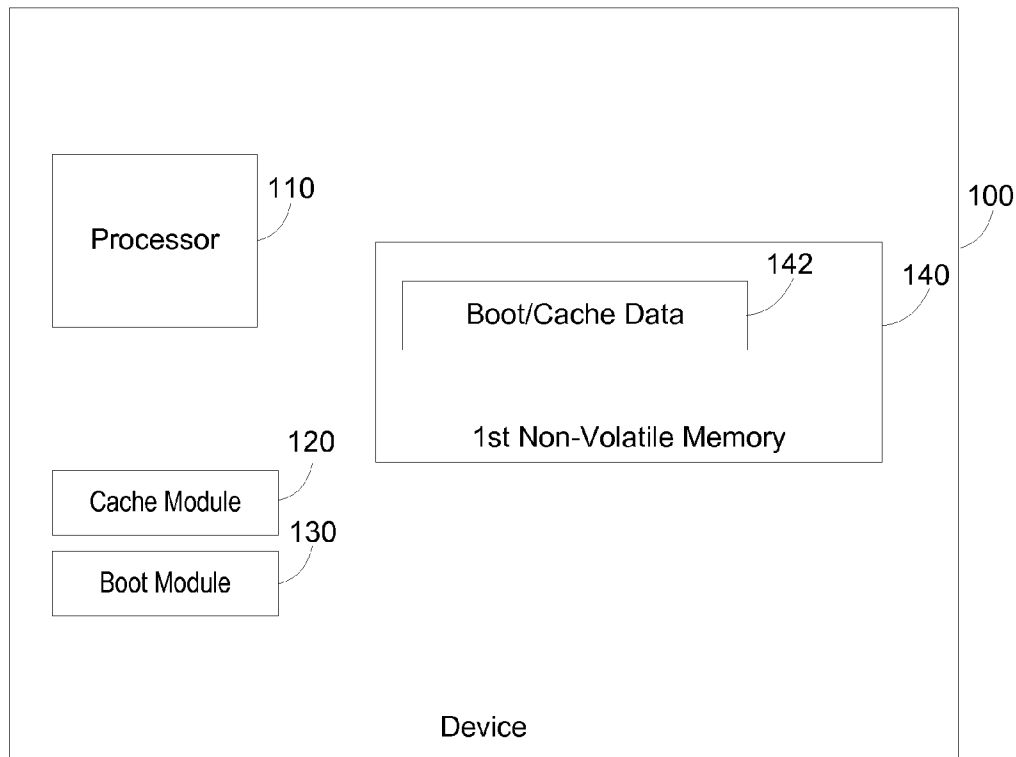 110
Processor
100
142
140
Boot/Cache Data
1st Non-Volatile Memory
120
Cache Module
130
Boot Module
Device